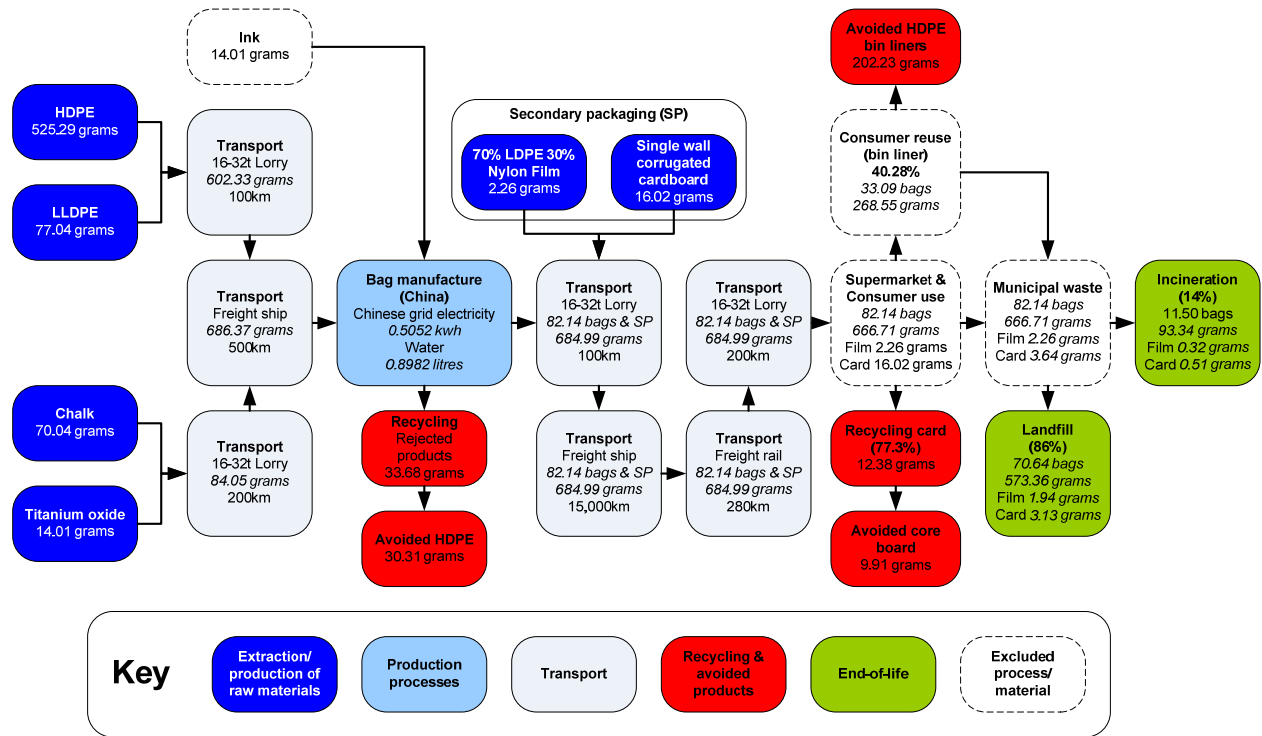 Ink
14.01 grams
HDPE
525.29 grams
LLDPE
77.04 grams
Transport
16-32t Lorry
602.33 grams
100km
Transport
Freight ship
686.37 grams
500km
Chalk
70.04 grams
Titanium oxide
14.01 grams
Transport
16-32t Lorry
84.05 grams
200km
Bag manufacture
(China)
Chinese grid electricity
0.5052 kwh
Water
0.8982 litres
Recycling
Rejected
products
33.68 grams
Avoided HDPE
30.31 grams
Secondary packaging (SP)
70% LDPE 30%
Nylon Film
2.26 grams
Single wall
corrugated
cardboard
16.02 grams
Transport
16-32t Lorry
82.14 bags & SP
684.99 grams
100km
Transport
Freight ship
82.14 bags & SP
684.99 grams
15,000km
Transport
Freight rail
82.14 bags & SP
684.99 grams
280km
Transport
16-32t Lorry
82.14 bags & SP
684.99 grams
200km
Avoided HDPE
bin liners
202.23 grams
Consumer reuse
(bin liner)
40.28%
33.09 bags
268.55 grams
Supermarket &
Consumer use
82.14 bags
666.71 grams
Film 2.26 grams
Card 16.02 grams
Recycling card
(77.3%)
12.38 grams
Avoided core
board
9.91 grams
Municipal waste
82.14 bags
666.71 grams
Film 2.26 grams
Card 3.64 grams
Incineration
(14%)
11.50 bags
93.34 grams
Film 0.32 grams
Card 0.51 grams
Landfill
(86%)
70.64 bags
573.36 grams
Film 1.94 grams
Card 3.13 grams
Key
Extraction/
production of
raw materials
Production
processes
Transport
Recycling &
avoided
products
End-of-life
Excluded
process/
material